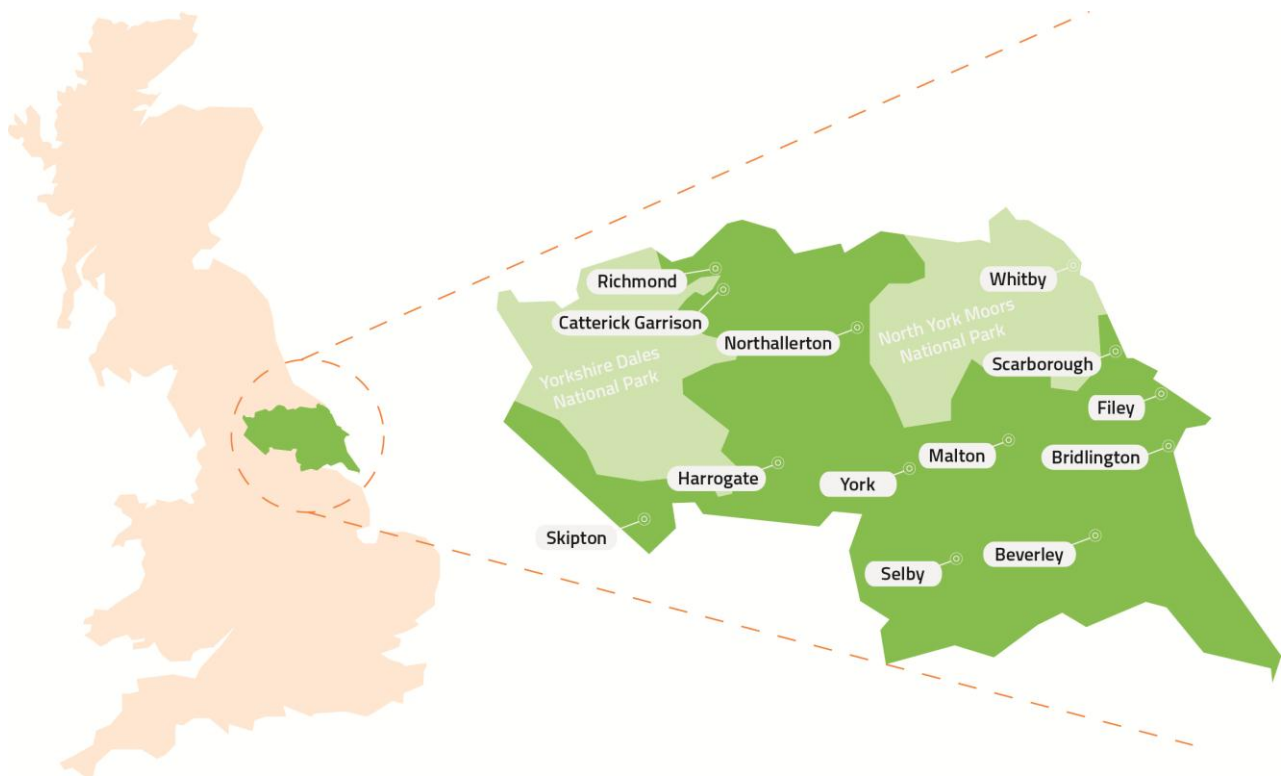 Richmond
Whitby
Catterick Garrison
Northallerton
North York Moors
National Park
Yorkshire Dales
National Park
Scarborough
Filey
Malton
Bridlington
Harrogate
York
Skipton
Beverley
Selby